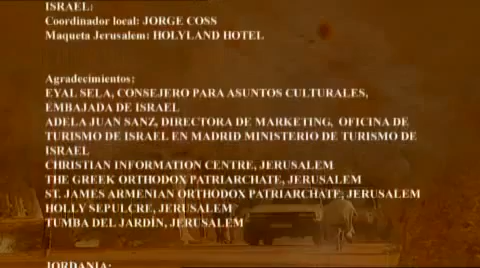 ISRAEL:
Coordinador local: JORGE COSS
Maqueta Jerusalem: HOLYLAND HOTEL
Agradecimientos:
EYAL SELA, CONSEJERO PARA ASUNTOS CULTURALES,
EMBAJADA DE ISRAEL
ADELA JUAN SANZ, DIRECTORA DE MARKETING, OFICINA DE
TURISMO DE ISRAEL EN MADRID MINISTERIO DE TURISMO DE
ISRAEL
CHRISTIAN INFORMATION CENTRE, JERUSALEM
THE GREEK ORTHODOX PATRIARCHATE, JERUSALEM
ST. JAMES ARMENIAN ORTHODOX PATRIARCHATE, JERUSALEM
HOLLY SEPULCRE, JERUSALEM
TUMBA DEL JARDÍN, JERUSALEM
JORDANIA: